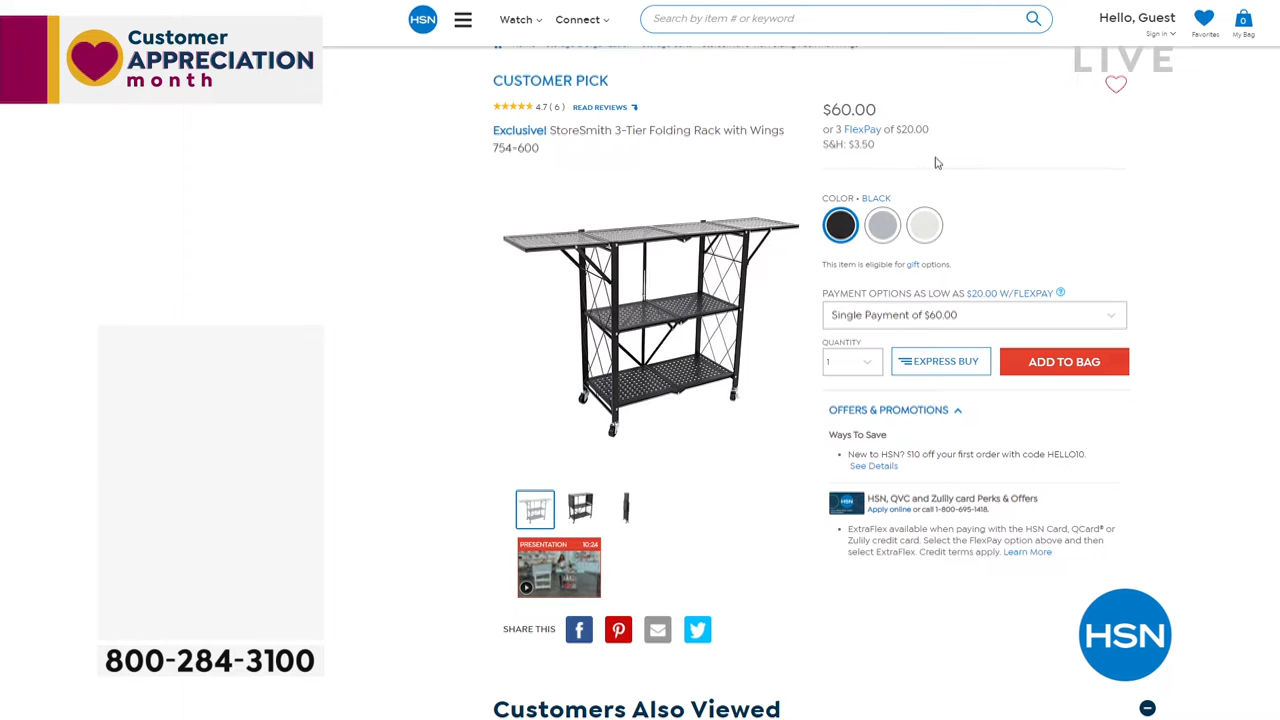 Customer
APPRECIATION
month
HSN
Watch
Connect
Search by item # or keyword
Hello, Guest
Sign In
Favorites
0
My Bag
LIVE
CUSTOMER PICK
4.7 ( 6 ) READ REVIEWS
Exclusive! StoreSmith 3-Tier Folding Rack with Wings
754-600
$60.00
or 3 FlexPay of $20.00
S&H: $3.50
COLOR • BLACK
This item is eligible for gift options.
PAYMENT OPTIONS AS LOW AS $20.00 W/FLEXPAY ?
Single Payment of $60.00
QUANTITY
1
EXPRESS BUY
ADD TO BAG
OFFERS & PROMOTIONS
Ways To Save
• New to HSN? $10 off your first order with code HELLO10.
See Details
HSN, QVC and Zulily card Perks & Offers
Apply online or call 1-800-695-1418.
• ExtraFlex available when paying with the HSN Card, QCard® or
Zulily credit card. Select the FlexPay option above and then
select ExtraFlex. Credit terms apply. Learn More
PRESENTATION 10:24
SHARE THIS
HSN
800-284-3100
Customers Also Viewed